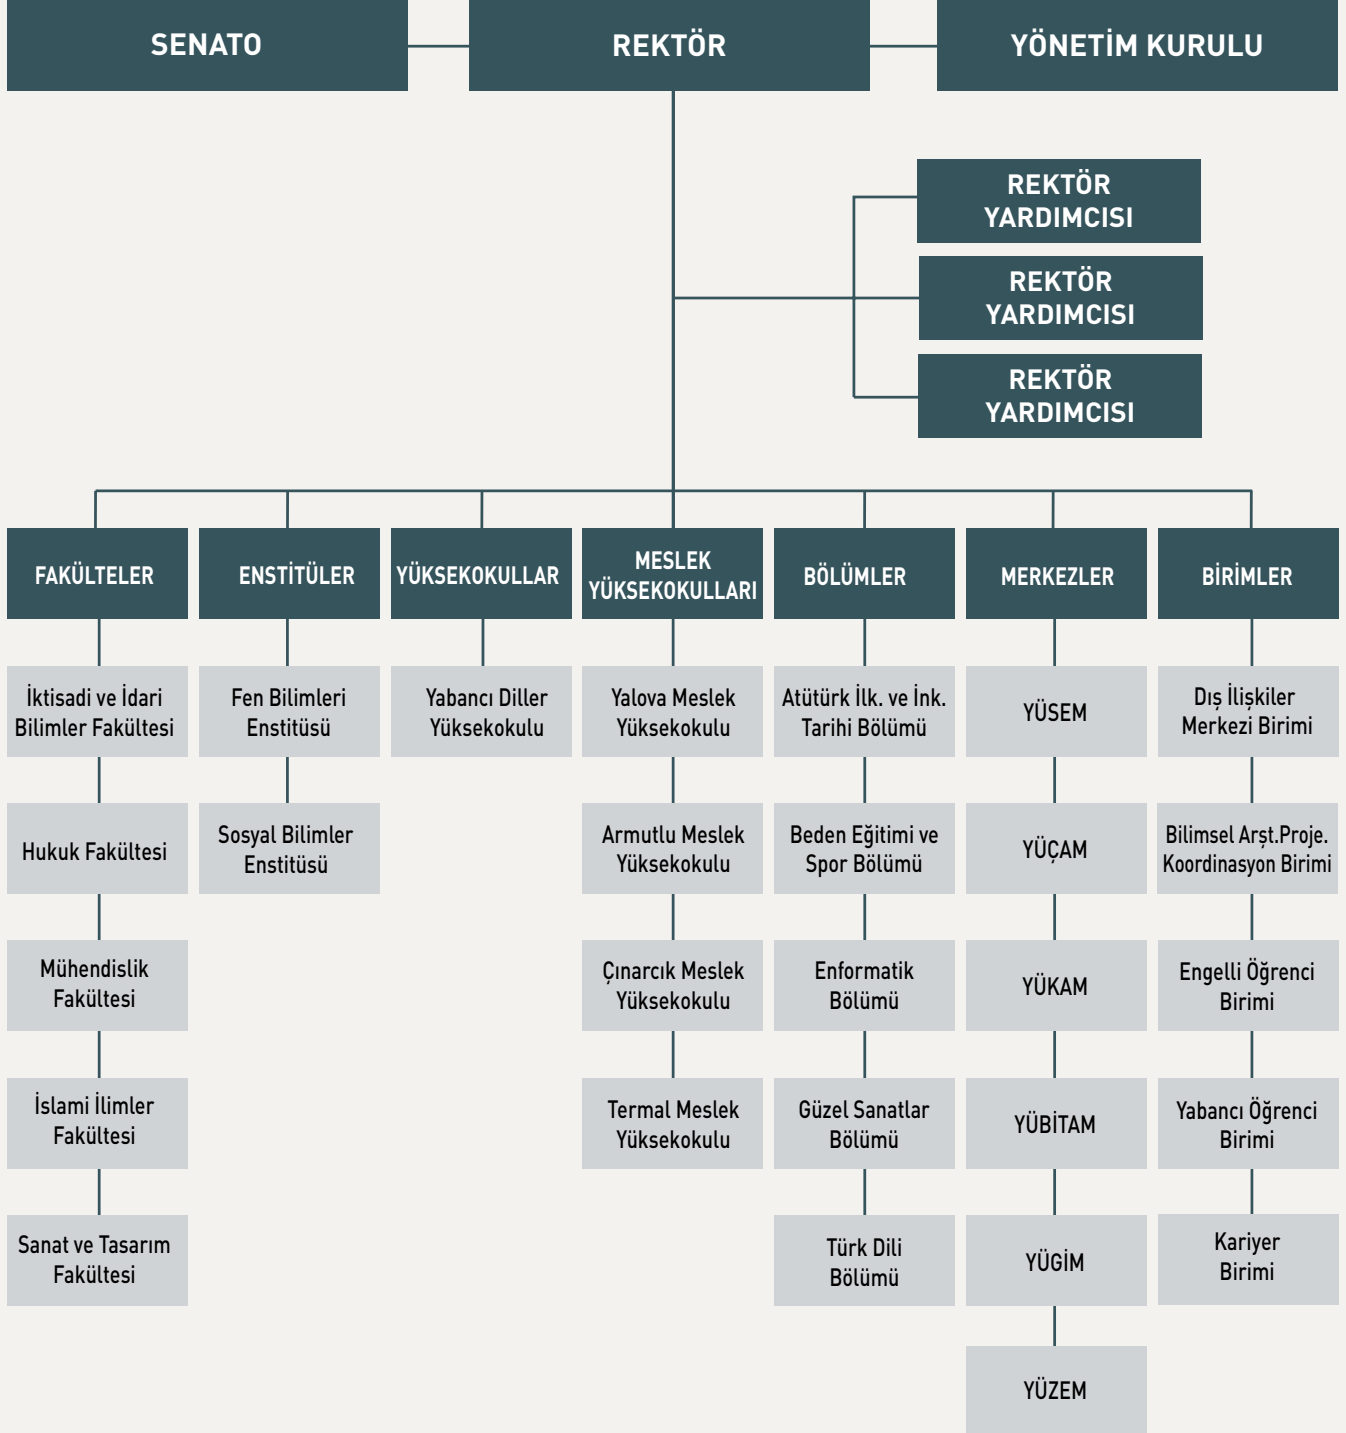 SENATO
REKTÖR
YÖNETİM KURULU
REKTÖR
YARDIMCISI
REKTÖR
YARDIMCISI
REKTÖR
YARDIMCISI
FAKÜLTELER
İktisadi ve İdari
Bilimler Fakültesi
Hukuk Fakültesi
Mühendislik
Fakültesi
İslami İlimler
Fakültesi
Sanat ve Tasarım
Fakültesi
ENSTİTÜLER
Fen Bilimleri
Enstitüsü
Sosyal Bilimler
Enstitüsü
YÜKSEKOKULLAR
Yabancı Diller
Yüksekokulu
MESLEK
YÜKSEKOKULLARI
Yalova Meslek
Yüksekokulu
Armutlu Meslek
Yüksekokulu
Çınarcık Meslek
Yüksekokulu
Termal Meslek
Yüksekokulu
BÖLÜMLER
Atütürk İlk. ve İnk.
Tarihi Bölümü
Beden Eğitimi ve
Spor Bölümü
Enformatik
Bölümü
Güzel Sanatlar
Bölümü
Türk Dili
Bölümü
MERKEZLER
YÜSEM
YÜÇAM
YÜKAM
YÜBİTAM
YÜGİM
YÜZEM
BİRİMLER
Dış İlişkiler
Merkezi Birimi
Bilimsel Arşt.Proje.
Koordinasyon Birimi
Engelli Öğrenci
Birimi
Yabancı Öğrenci
Birimi
Kariyer
Birimi